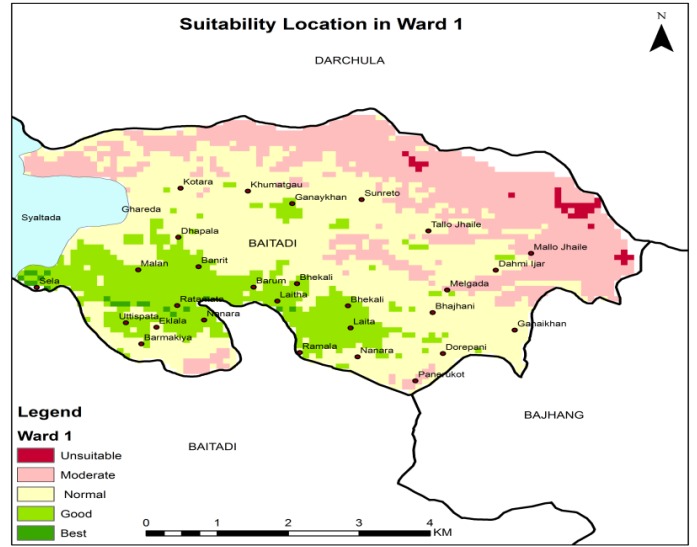 Suitability Location in Ward 1
N
DARCHULA
Kotara
Khumatgau
Ganaykhan
Sunreto
Syaltada
Ghareda
Dhapala
BAITADI
Tallo Jhaile
Mallo Jhaile
Malan
Banrit
Dahmi Ijar
Sela
Barum
Bhekali
Melgada
Ratamate
Laitha
Bhekali
Bhajhani
Uttispata
Eklala
Nanara
Laita
Ganaikhan
Barmakiya
Ramala
Nanara
Dorepani
Panerukot
Legend
Ward 1
Unsuitable
Moderate
Normal
Good
Best
BAITADI
BAJHANG
0 1 2 3 4
KM